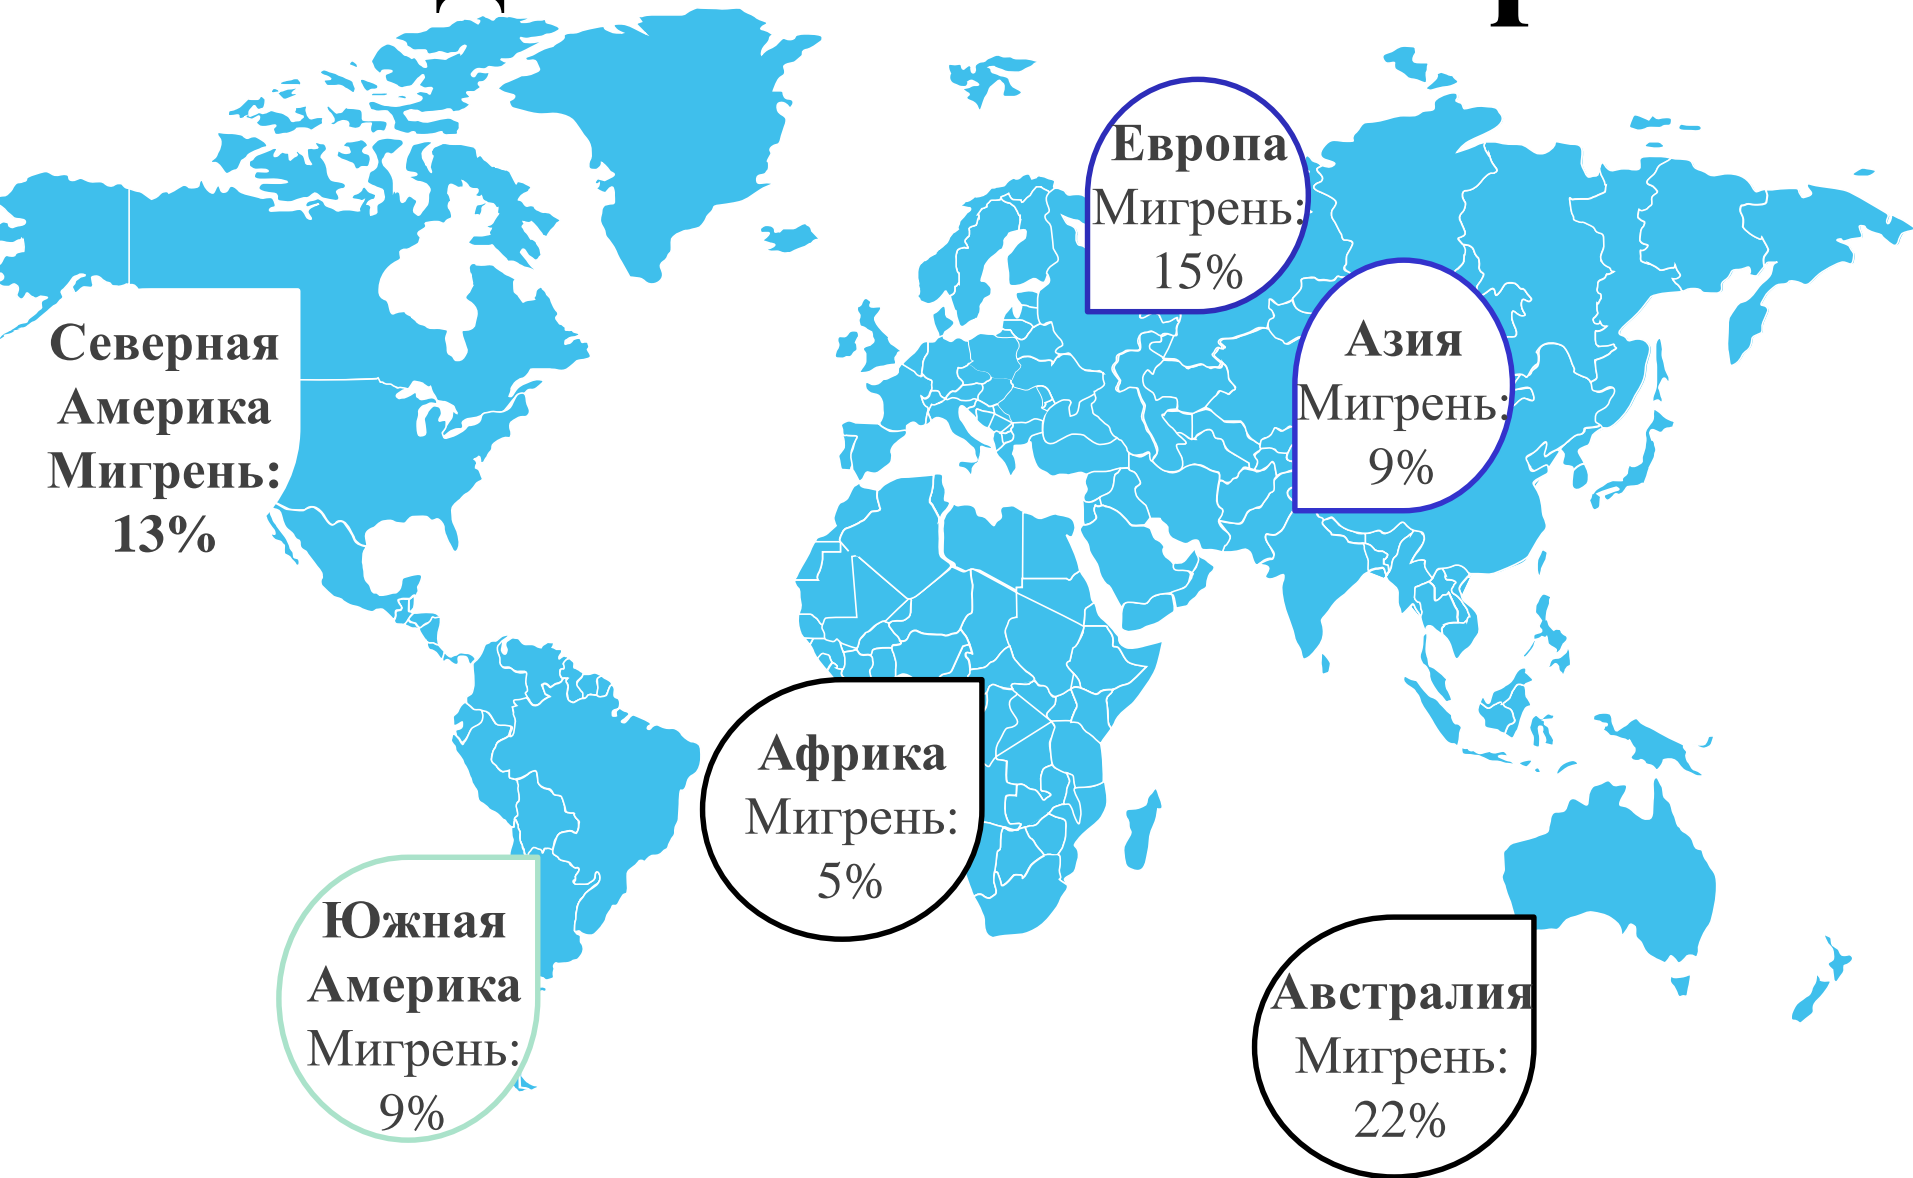 Европа
Мигрень:
15%
Азия
Мигрень:
9%
Северная
Америка
Мигрень:
13%
Африка
Мигрень:
5%
Южная
Америка
Мигрень:
9%
Австралия
Мигрень:
22%